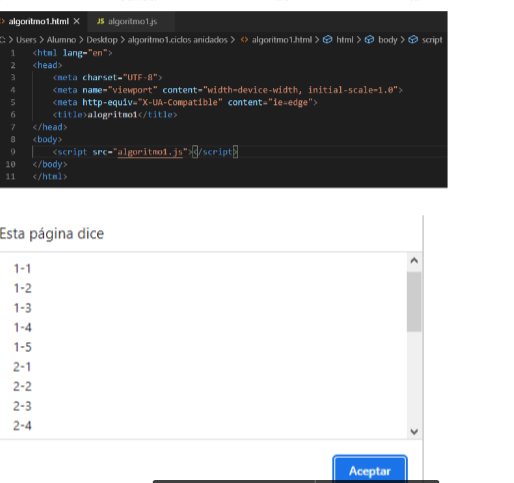 algoritmo1.html × JS algoritmo1.js
C: > Users > Alumno > Desktop > algoritmo1.ciclos anidados > <> algoritmo1.html > html > body > script
1 <html lang="en">
2 <head>
3 <meta charset="UTF-8">
4 <meta name="viewport" content="width=device-width, initial-scale=1.0">
5 <meta http-equiv="X-UA-Compatible" content="ie=edge">
6 <title>alogritmo1</title>
7 </head>
8 <body>
9 <script src="algoritmo1.js"></script>
10 </body>
11 </html>
Esta página dice
1-1
1-2
1-3
1-4
1-5
2-1
2-2
2-3
2-4
Aceptar